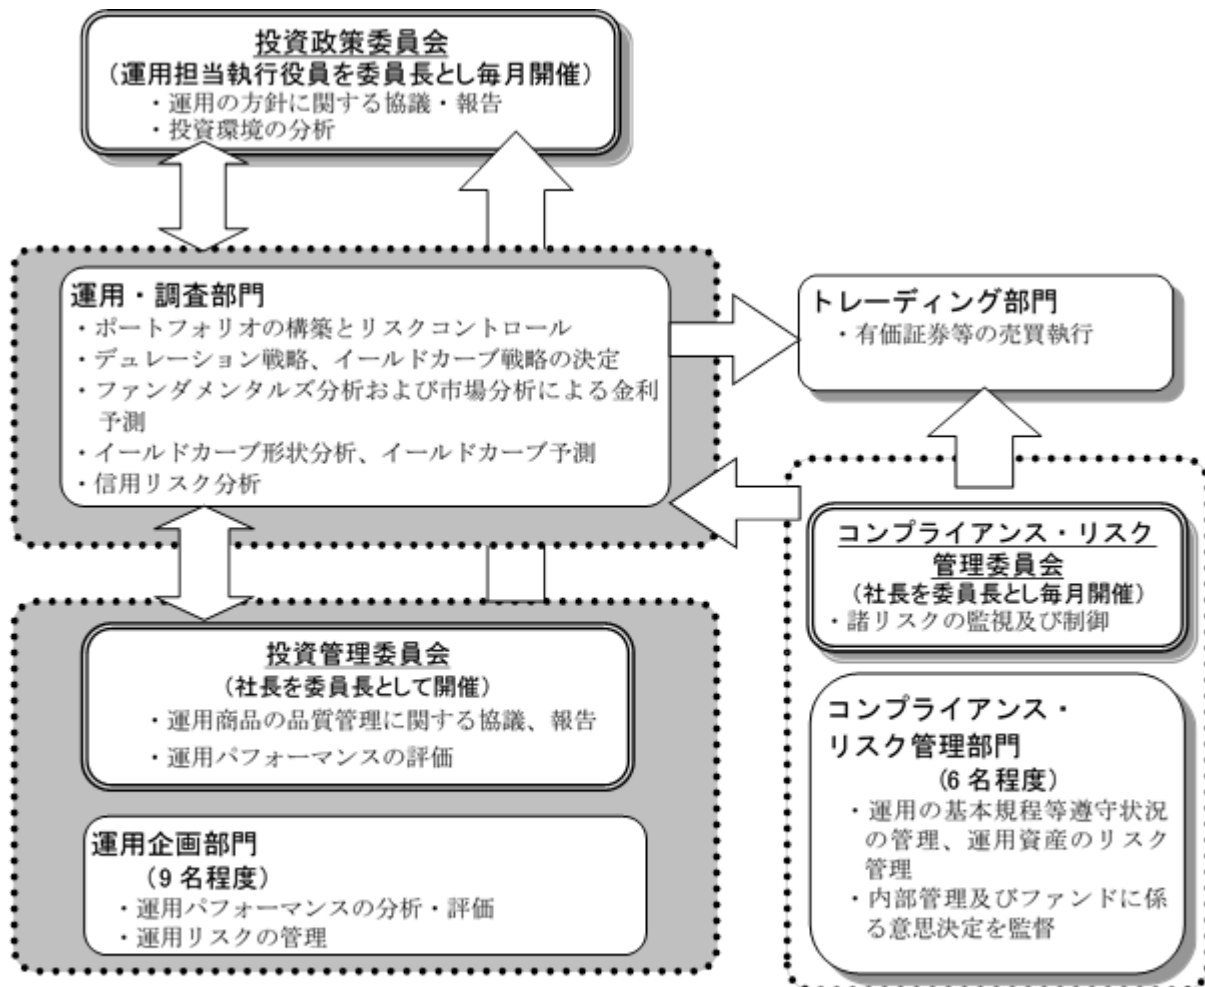 投資政策委員会
(運用担当執行役員を委員長とし毎月開催)
・運用の方針に関する協議・報告
・投資環境の分析
運用・調査部門
・ポートフォリオの構築とリスクコントロール
・デュレーション戦略、イールドカーブ戦略の決定
・ファンダメンタルズ分析および市場分析による金利
予測
・イールドカーブ形状分析、イールドカーブ予測
・信用リスク分析
トレーディング部門
・有価証券等の売買執行
コンプライアンス・リスク
管理委員会
(社長を委員長とし毎月開催)
・諸リスクの監視及び制御
投資管理委員会
(社長を委員長として開催)
・運用商品の品質管理に関する協議、報告
・運用パフォーマンスの評価
運用企画部門
(9名程度)
・運用パフォーマンスの分析・評価
・運用リスクの管理
コンプライアンス・
リスク管理部門
(6名程度)
・運用の基本規程等遵守状況
の管理、運用資産のリスク
管理
・内部管理及びファンドに係
る意思決定を監督